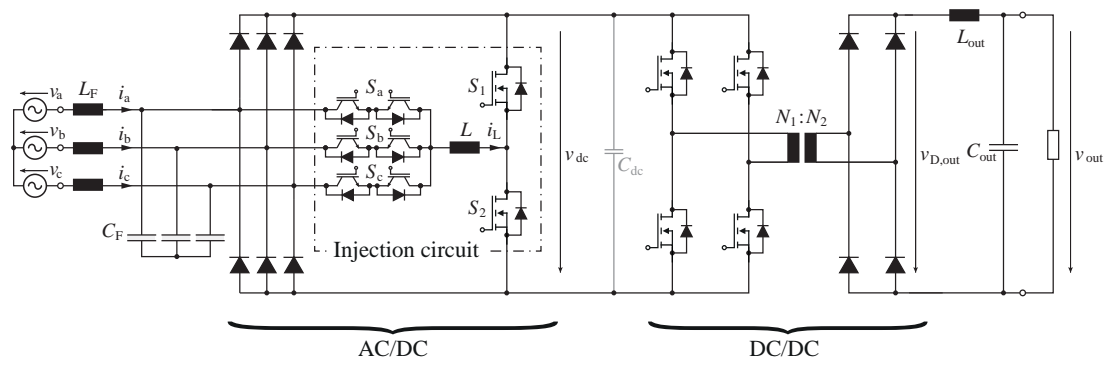 v_a
L_F
i_a
v_b
i_b
v_c
i_c
C_F
S_a
S_b
S_c
S_1
L
i_L
S_2
Injection circuit
v_dc
C_dc
N_1:N_2
v_D,out
L_out
C_out
v_out
AC/DC
DC/DC